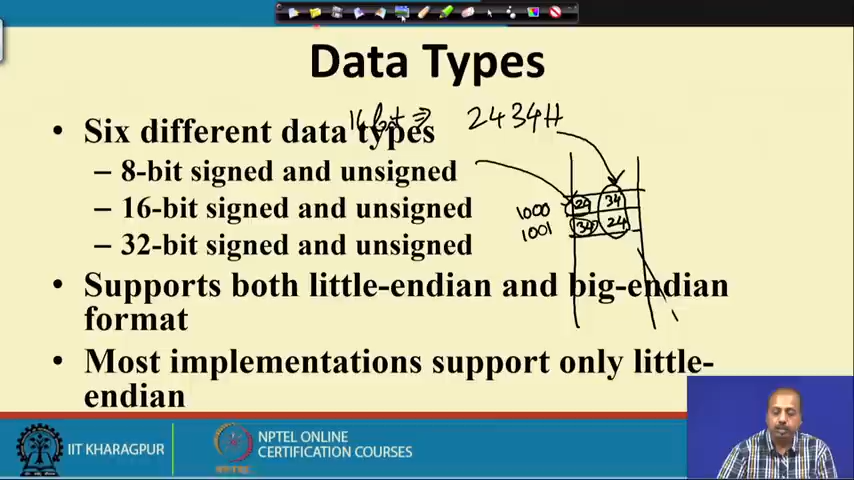 Data Types
16 bit ⇒ 2434H
• Six different data types
– 8-bit signed and unsigned
– 16-bit signed and unsigned
– 32-bit signed and unsigned
1000 24 34
1001 34 24
• Supports both little-endian and big-endian
format
• Most implementations support only little-
endian
IIT KHARAGPUR
NPTEL ONLINE
CERTIFICATION COURSES